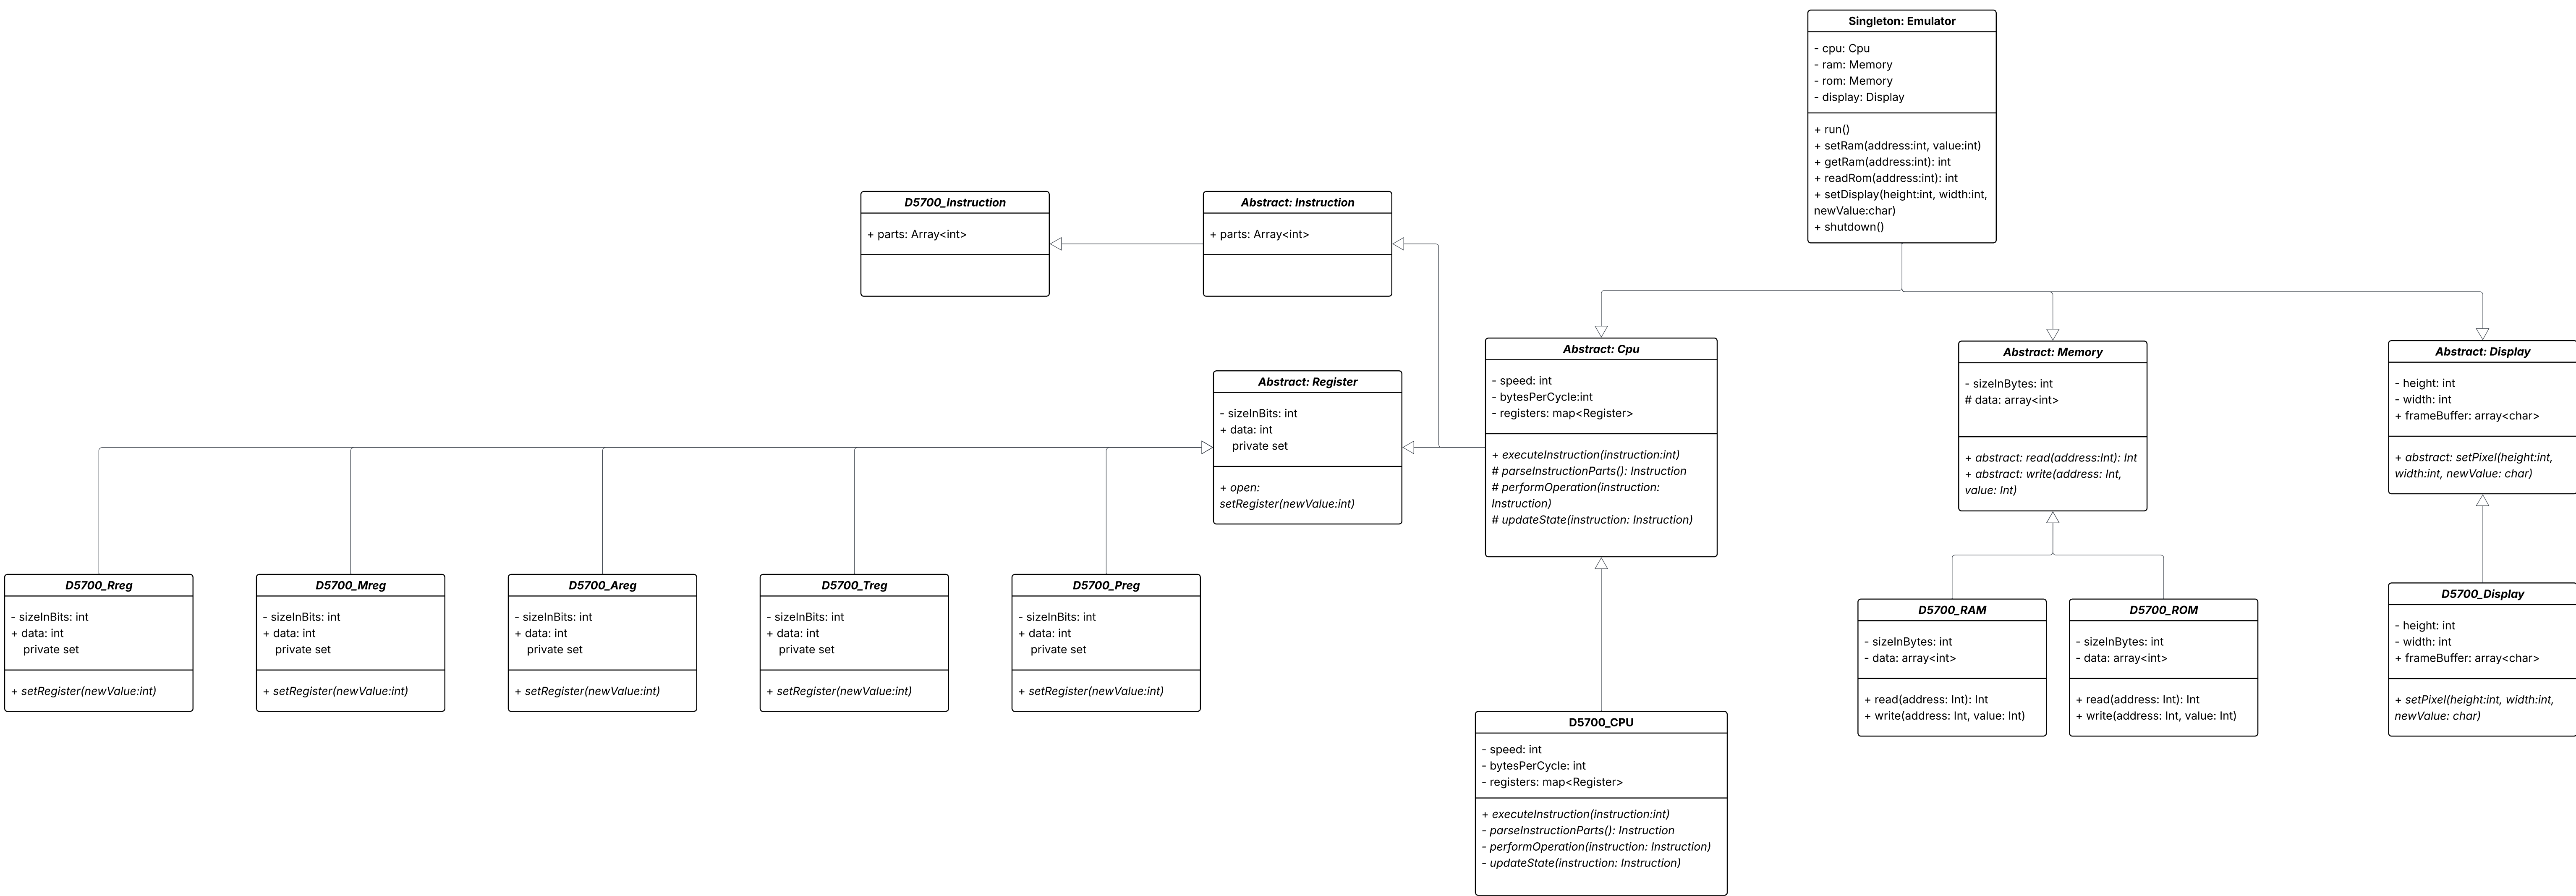 Singleton: Emulator
- cpu: Cpu
- ram: Memory
- rom: Memory
- display: Display
+ run()
+ setRam(address:int, value:int)
+ getRam(address:int): int
+ readRom(address:int): int
+ setDisplay(height:int, width:int,
newValue:char)
+ shutdown()
D5700_Instruction
+ parts: Array<int>
Abstract: Instruction
+ parts: Array<int>
Abstract: Register
- sizeInBits: int
+ data: int
private set
+ open:
setRegister(newValue:int)
Abstract: Cpu
- speed: int
- bytesPerCycle:int
- registers: map<Register>
+ executeInstruction(instruction:int)
# parseInstructionParts(): Instruction
# performOperation(instruction:
Instruction)
# updateState(instruction: Instruction)
Abstract: Memory
- sizeInBytes: int
# data: array<int>
+ abstract: read(address:Int): Int
+ abstract: write(address: Int,
value: Int)
Abstract: Display
- height: int
- width: int
+ frameBuffer: array<char>
+ abstract: setPixel(height:int,
width:int, newValue: char)
D5700_Rreg
- sizeInBits: int
+ data: int
private set
+ setRegister(newValue:int)
D5700_Mreg
- sizeInBits: int
+ data: int
private set
+ setRegister(newValue:int)
D5700_Areg
- sizeInBits: int
+ data: int
private set
+ setRegister(newValue:int)
D5700_Treg
- sizeInBits: int
+ data: int
private set
+ setRegister(newValue:int)
D5700_Preg
- sizeInBits: int
+ data: int
private set
+ setRegister(newValue:int)
D5700_CPU
- speed: int
- bytesPerCycle: int
- registers: map<Register>
+ executeInstruction(instruction:int)
- parseInstructionParts(): Instruction
- performOperation(instruction: Instruction)
- updateState(instruction: Instruction)
D5700_RAM
- sizeInBytes: int
- data: array<int>
+ read(address: Int): Int
+ write(address: Int, value: Int)
D5700_ROM
- sizeInBytes: int
- data: array<int>
+ read(address: Int): Int
+ write(address: Int, value: Int)
D5700_Display
- height: int
- width: int
+ frameBuffer: array<char>
+ setPixel(height:int, width:int,
newValue: char)